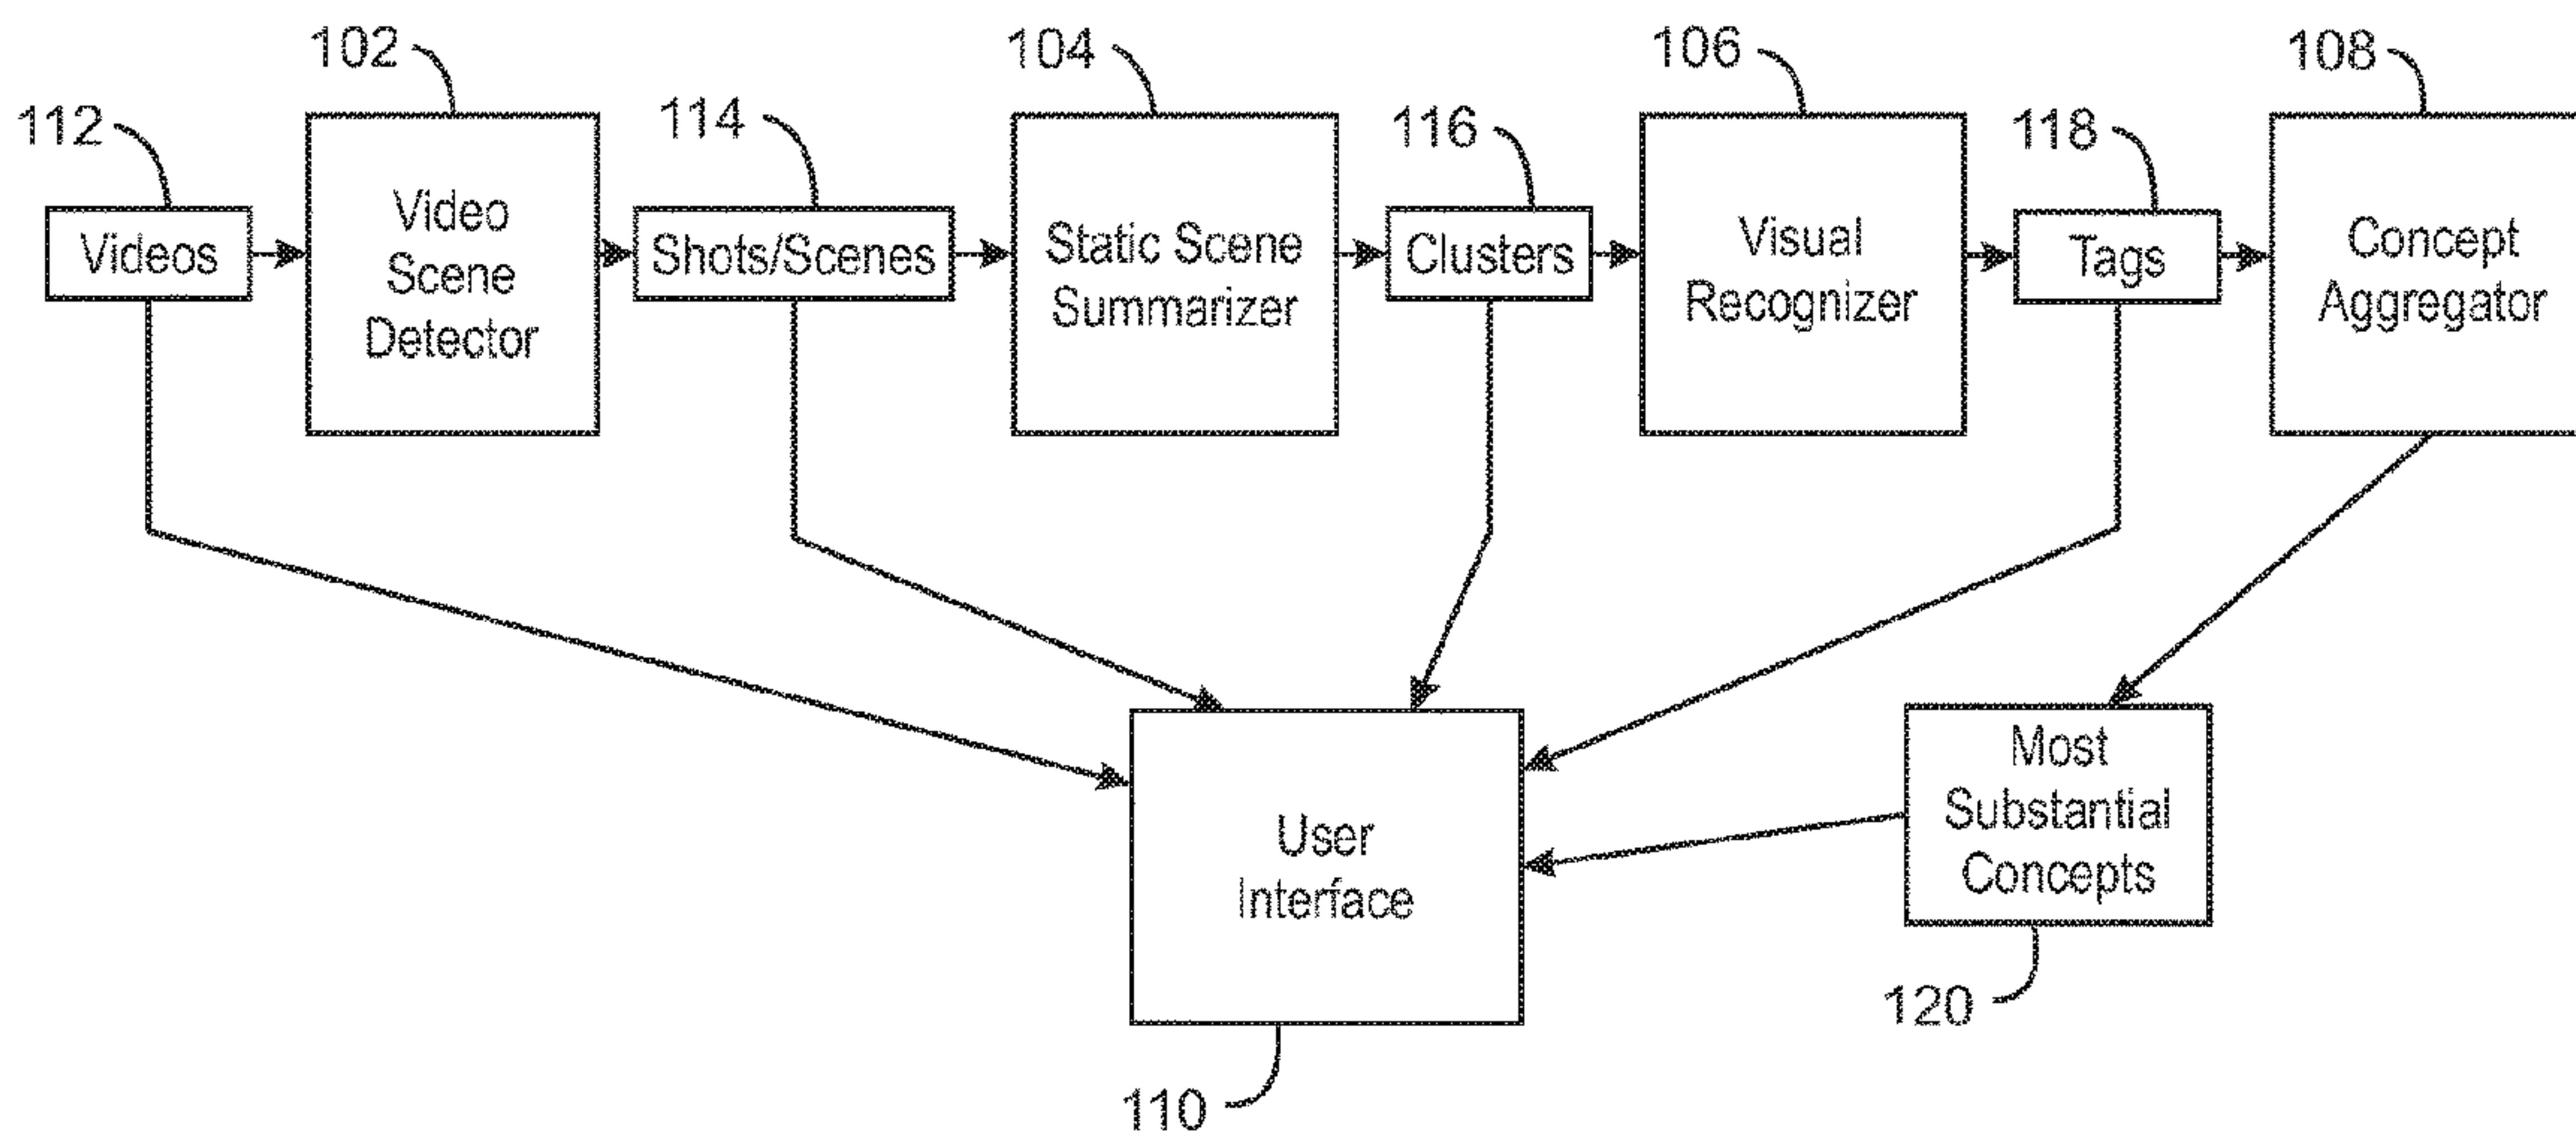 102
104
106
108
112
114
116
118
Videos
Video
Scene
Detector
Shots/Scenes
Static Scene
Summarizer
Clusters
Visual
Recognizer
Tags
Concept
Aggregator
User
Interface
Most
Substantial
Concepts
120
110